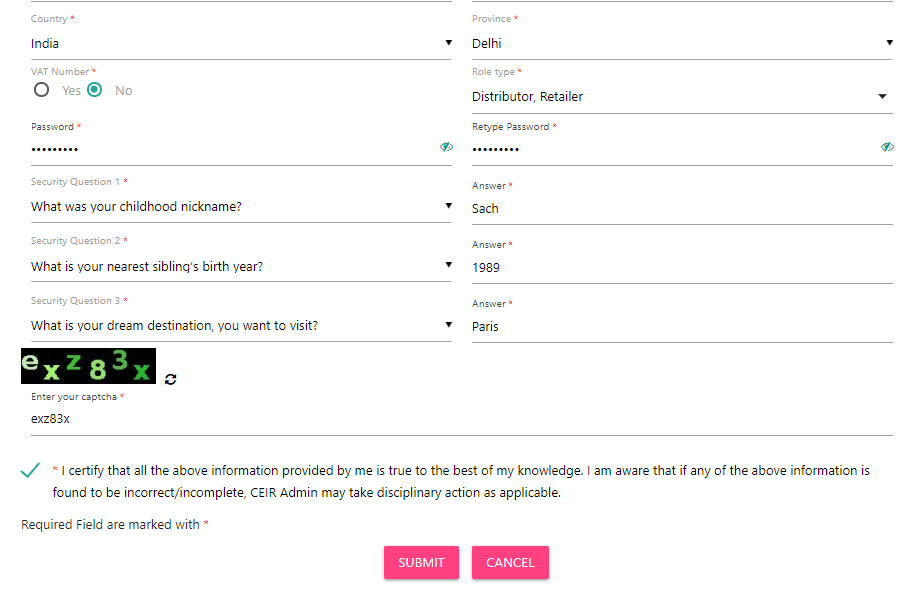 Country * Province *
India Delhi
VAT Number * Role type *
Yes No Distributor, Retailer
Password * Retype Password *
••••••••• •••••••••
Security Question 1 * Answer *
What was your childhood nickname? Sach
Security Question 2 * Answer *
What is your nearest sibling's birth year? 1989
Security Question 3 * Answer *
What is your dream destination, you want to visit? Paris
exz83x
Enter your captcha *
exz83x
* I certify that all the above information provided by me is true to the best of my knowledge. I am aware that if any of the above information is
found to be incorrect/incomplete, CEIR Admin may take disciplinary action as applicable.
Required Field are marked with *
SUBMIT CANCEL